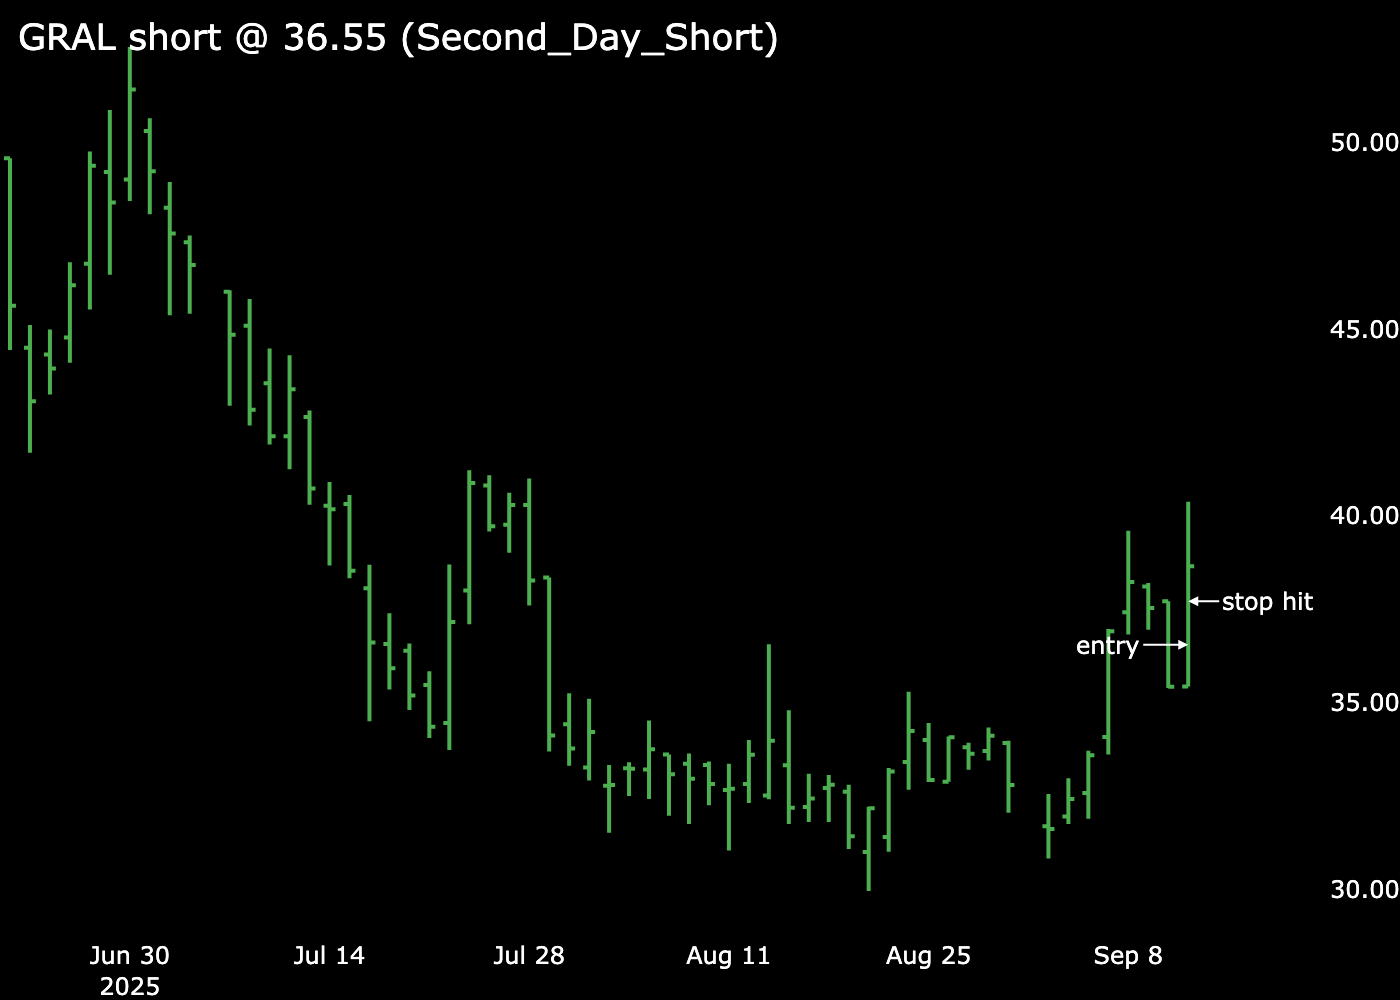 GRAL short @ 36.55 (Second_Day_Short)
50.00
45.00
40.00
stop hit
entry
35.00
30.00
Jun 30
2025
Jul 14
Jul 28
Aug 11
Aug 25
Sep 8